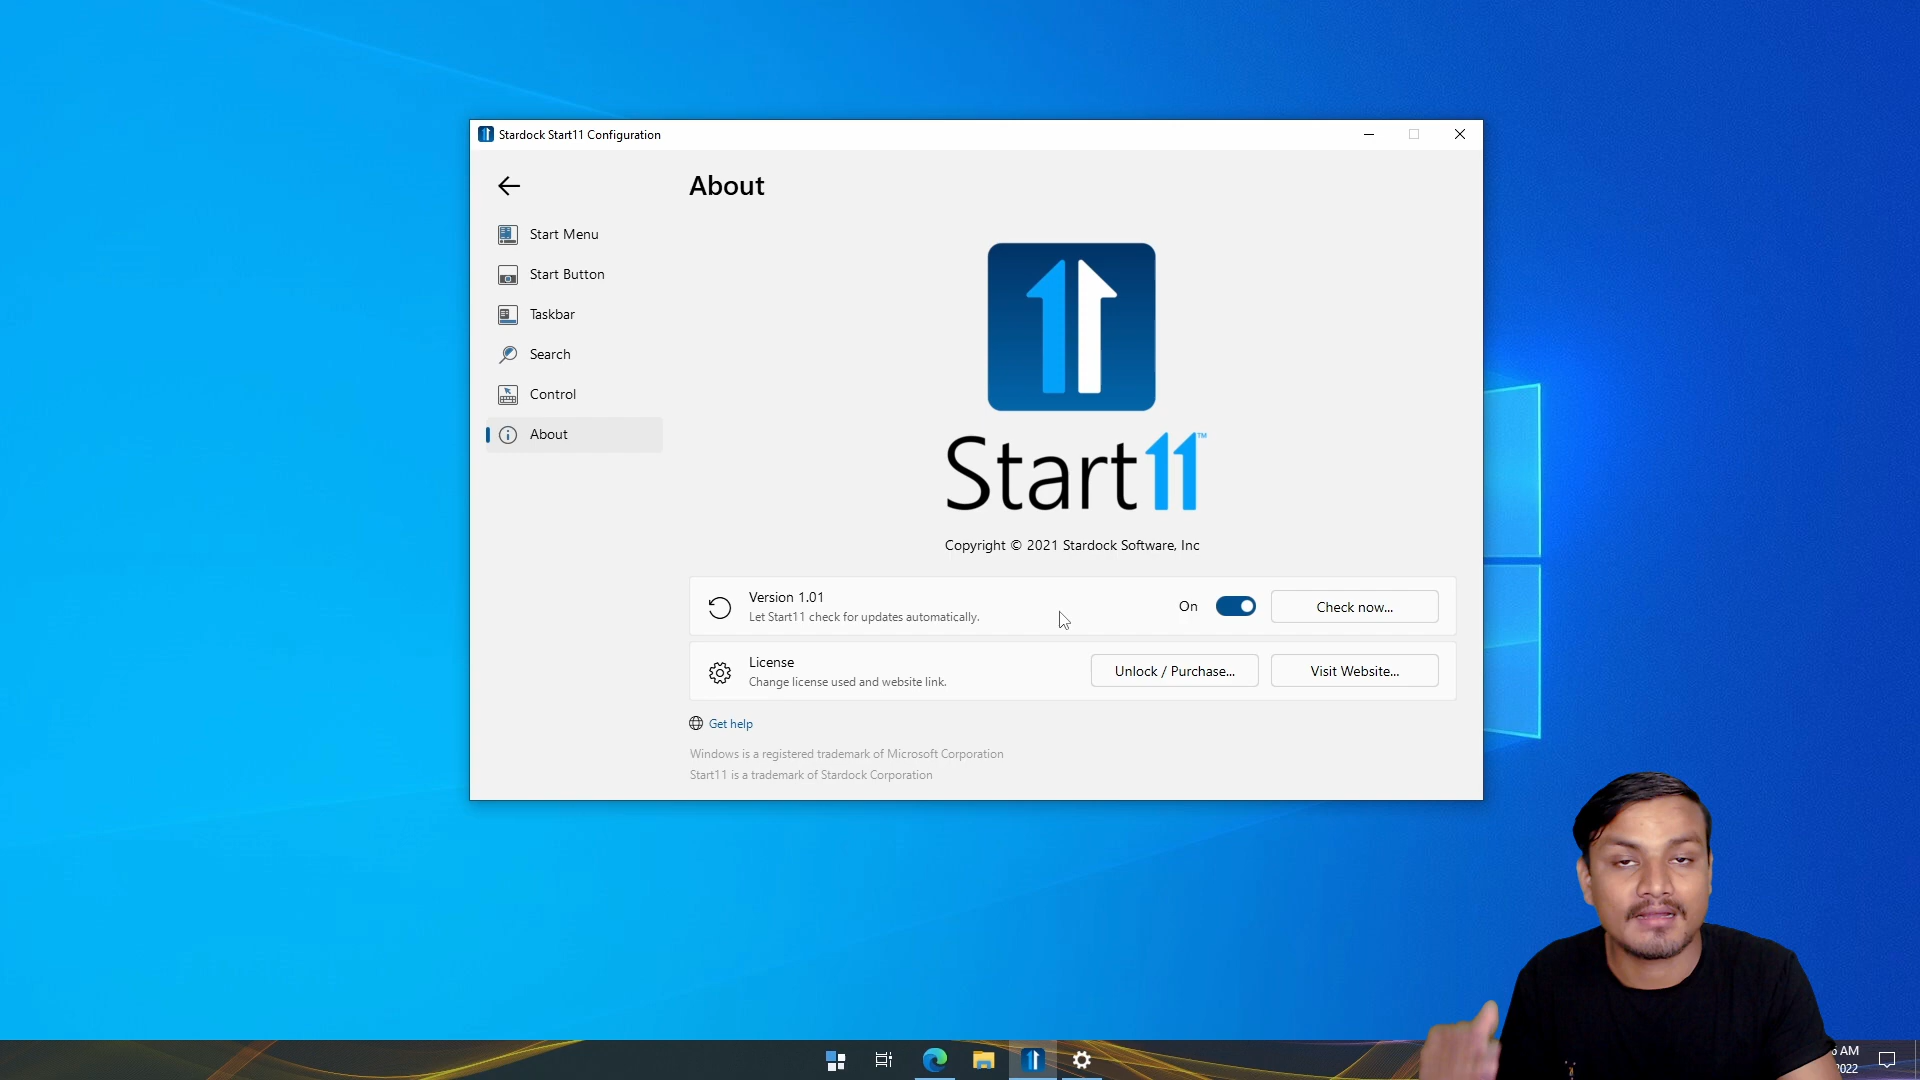 Stardock Start11 Configuration
About
Start Menu
Start Button
Taskbar
Search
Control
About
Start11™
Copyright © 2021 Stardock Software, Inc
Version 1.01
Let Start11 check for updates automatically.
On
Check now...
License
Change license used and website link.
Unlock / Purchase...
Visit Website...
Get help
Windows is a registered trademark of Microsoft Corporation
Start11 is a trademark of Stardock Corporation
AM